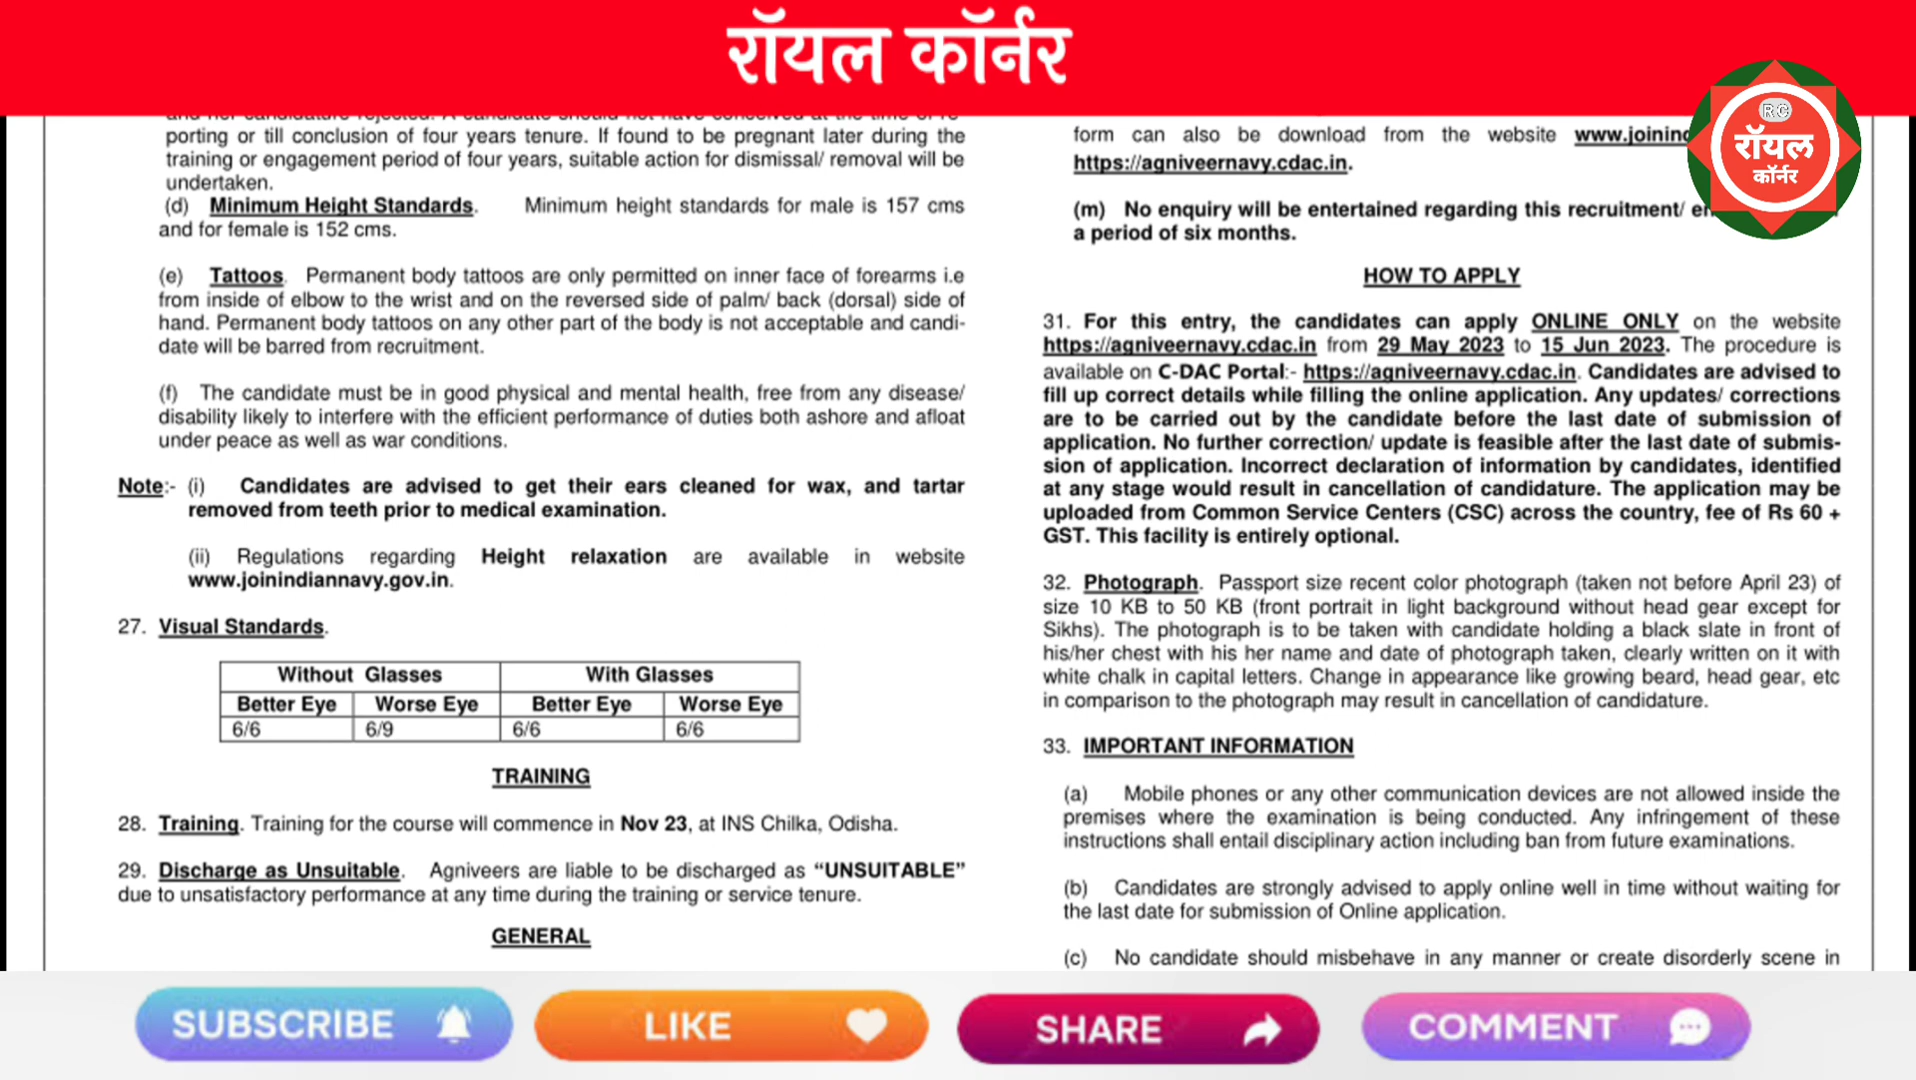 रॉयल कॉर्नर
RC
रॉयल
कॉर्नर
porting or till conclusion of four years tenure. If found to be pregnant later during the
training or engagement period of four years, suitable action for dismissal/ removal will be
undertaken.
(d) Minimum Height Standards. Minimum height standards for male is 157 cms
and for female is 152 cms.
(e) Tattoos. Permanent body tattoos are only permitted on inner face of forearms i.e
from inside of elbow to the wrist and on the reversed side of palm/ back (dorsal) side of
hand. Permanent body tattoos on any other part of the body is not acceptable and candi-
date will be barred from recruitment.
(f) The candidate must be in good physical and mental health, free from any disease/
disability likely to interfere with the efficient performance of duties both ashore and afloat
under peace as well as war conditions.
Note:- (i) Candidates are advised to get their ears cleaned for wax, and tartar
removed from teeth prior to medical examination.
(ii) Regulations regarding Height relaxation are available in website
www.joinindiannavy.gov.in.
27. Visual Standards.
Without Glasses With Glasses
Better Eye Worse Eye Better Eye Worse Eye
6/6 6/9 6/6 6/6
TRAINING
28. Training. Training for the course will commence in Nov 23, at INS Chilka, Odisha.
29. Discharge as Unsuitable. Agniveers are liable to be discharged as “UNSUITABLE”
due to unsatisfactory performance at any time during the training or service tenure.
GENERAL
form can also be download from the website
https://agniveernavy.cdac.in.
(m) No enquiry will be entertained regarding this recruitment/
a period of six months.
HOW TO APPLY
31. For this entry, the candidates can apply ONLINE ONLY on the website
https://agniveernavy.cdac.in from 29 May 2023 to 15 Jun 2023. The procedure is
available on C-DAC Portal:- https://agniveernavy.cdac.in. Candidates are advised to
fill up correct details while filling the online application. Any updates/ corrections
are to be carried out by the candidate before the last date of submission of
application. No further correction/ update is feasible after the last date of submis-
sion of application. Incorrect declaration of information by candidates, identified
at any stage would result in cancellation of candidature. The application may be
uploaded from Common Service Centers (CSC) across the country, fee of Rs 60 +
GST. This facility is entirely optional.
32. Photograph. Passport size recent color photograph (taken not before April 23) of
size 10 KB to 50 KB (front portrait in light background without head gear except for
Sikhs). The photograph is to be taken with candidate holding a black slate in front of
his/her chest with his her name and date of photograph taken, clearly written on it with
white chalk in capital letters. Change in appearance like growing beard, head gear, etc
in comparison to the photograph may result in cancellation of candidature.
33. IMPORTANT INFORMATION
(a) Mobile phones or any other communication devices are not allowed inside the
premises where the examination is being conducted. Any infringement of these
instructions shall entail disciplinary action including ban from future examinations.
(b) Candidates are strongly advised to apply online well in time without waiting for
the last date for submission of Online application.
(c) No candidate should misbehave in any manner or create disorderly scene in
SUBSCRIBE
LIKE
SHARE
COMMENT